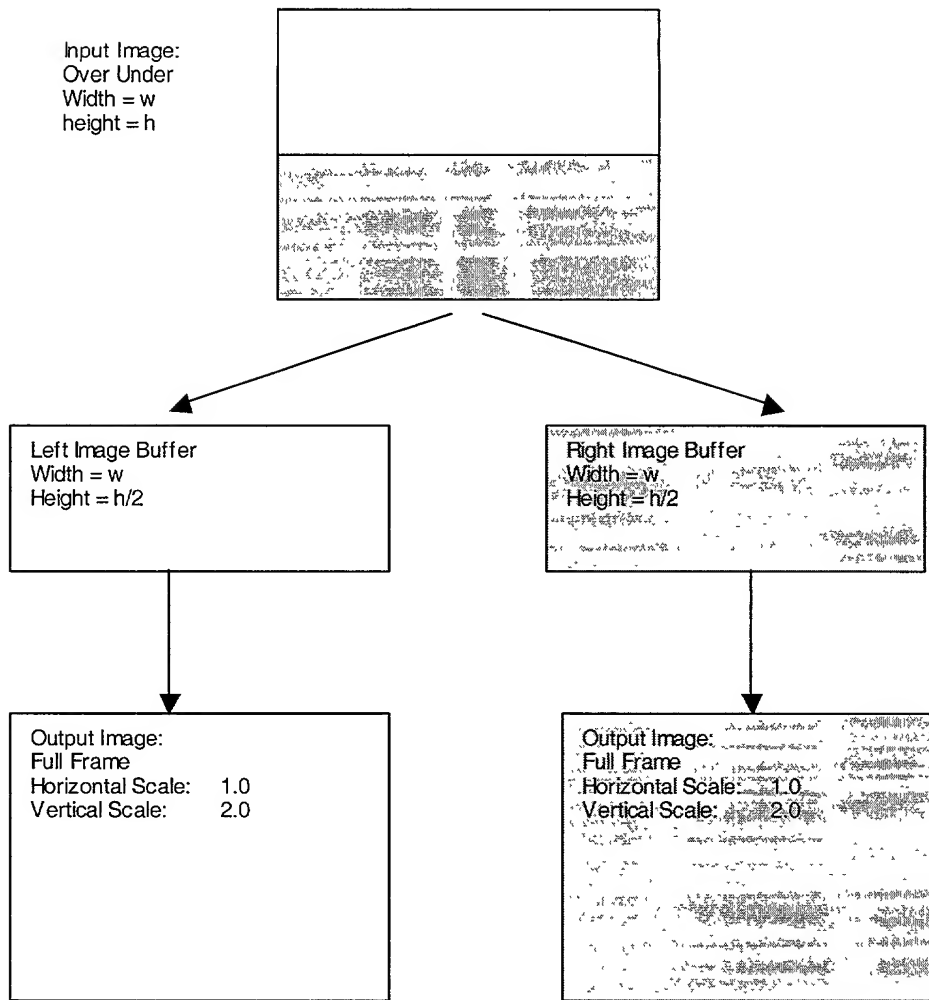 Input Image:
Over Under
Width = w
height = h
Left Image Buffer
Width = w
Height = h/2
Right Image Buffer
Width = w
Height = h/2
Output Image:
Full Frame
Horizontal Scale: 1.0
Vertical Scale: 2.0
Output Image:
Full Frame
Horizontal Scale: 1.0
Vertical Scale: 2.0